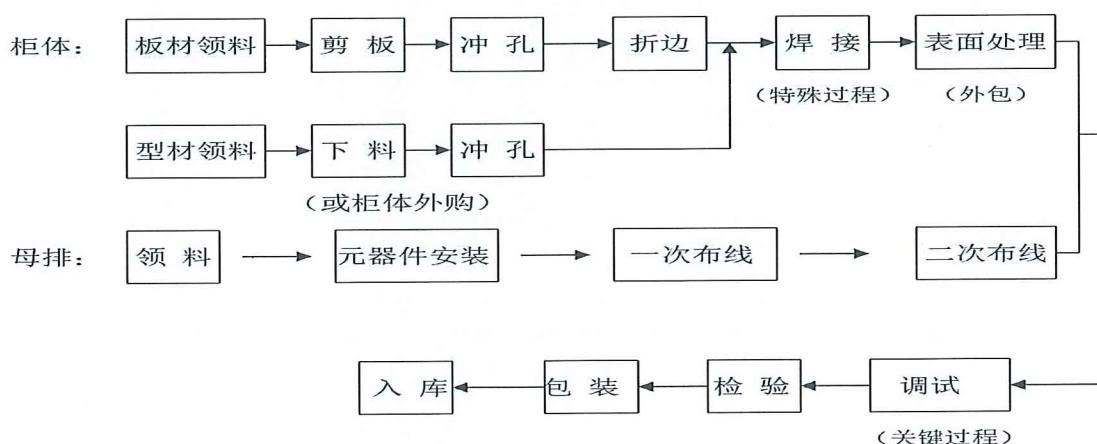 柜体： 板材领料 剪板 冲孔 折边 焊接 表面处理
（特殊过程） （外包）
型材领料 下料 冲孔
（或柜体外购）
母排： 领料 元器件安装 一次布线 二次布线
入库 包装 检验 调试
（关键过程）